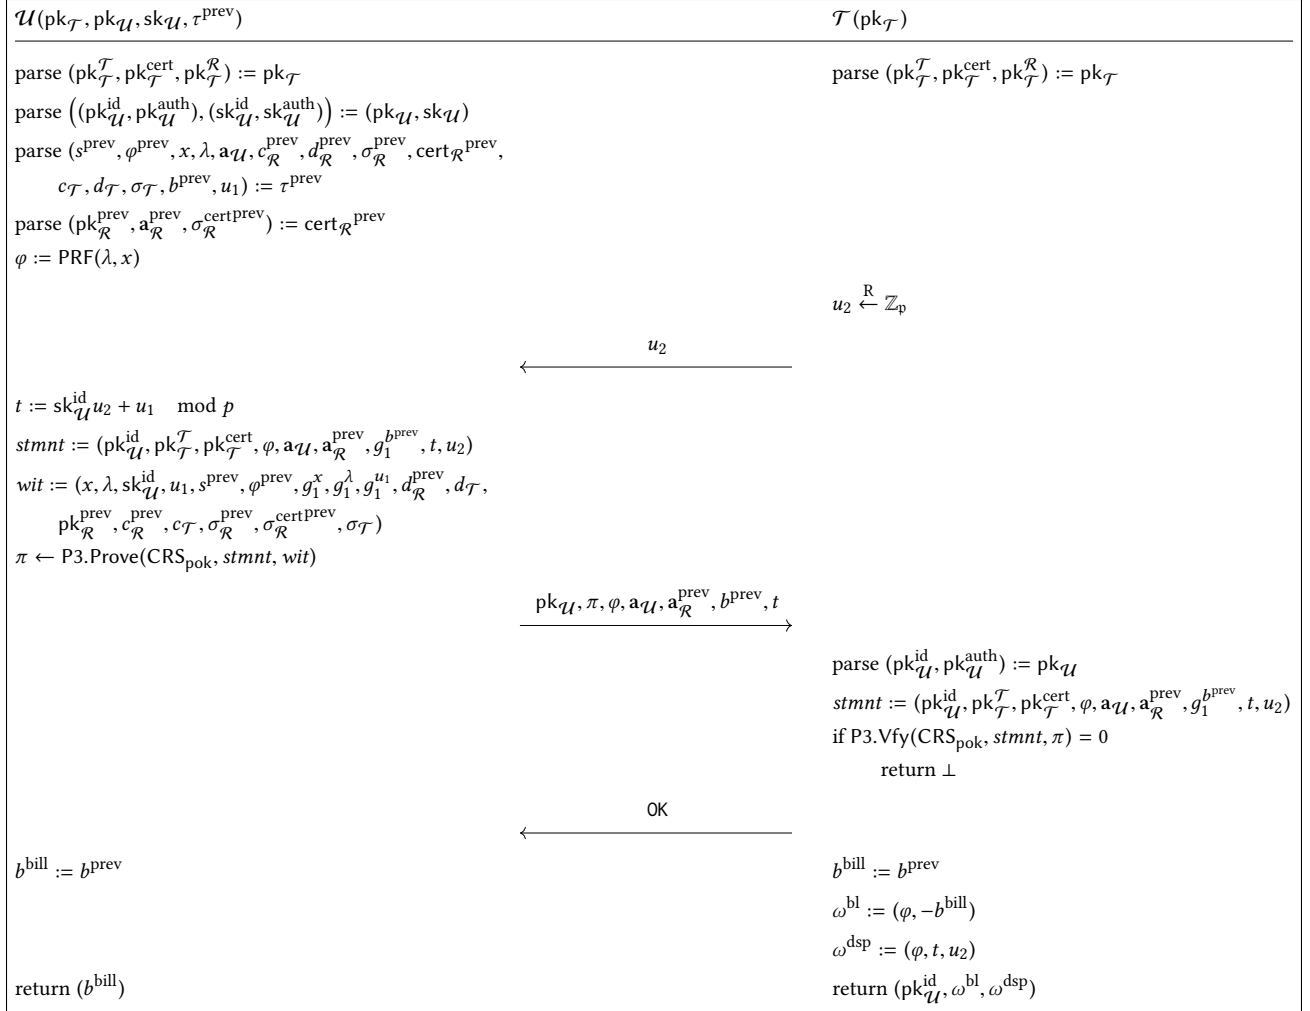 𝒰(pk_𝒯, pk_𝒰, sk_𝒰, τ^prev) 𝒯(pk_𝒯)
parse (pk_𝒯^𝒯, pk_𝒯^cert, pk_𝒯^ℛ) := pk_𝒯 parse (pk_𝒯^𝒯, pk_𝒯^cert, pk_𝒯^ℛ) := pk_𝒯
parse ((pk_𝒰^id, pk_𝒰^auth), (sk_𝒰^id, sk_𝒰^auth)) := (pk_𝒰, sk_𝒰)
parse (s^prev, φ^prev, x, λ, a_𝒰, c_ℛ^prev, d_ℛ^prev, σ_ℛ^prev, cert_ℛ^prev,
c_𝒯, d_𝒯, σ_𝒯, b^prev, u_1) := τ^prev
parse (pk_ℛ^prev, a_ℛ^prev, σ_ℛ^cert^prev) := cert_ℛ^prev
φ := PRF(λ, x)
u_2 ←^R ℤ_𝔭
u_2
t := sk_𝒰^id u_2 + u_1 mod p
stmnt := (pk_𝒰^id, pk_𝒯^𝒯, pk_𝒯^cert, φ, a_𝒰, a_ℛ^prev, g_1^{b^prev}, t, u_2)
wit := (x, λ, sk_𝒰^id, u_1, s^prev, φ^prev, g_1^x, g_1^λ, g_1^{u_1}, d_ℛ^prev, d_𝒯,
pk_ℛ^prev, c_ℛ^prev, c_𝒯, σ_ℛ^prev, σ_ℛ^cert^prev, σ_𝒯)
π ← P3.Prove(CRS_pok, stmnt, wit)
pk_𝒰, π, φ, a_𝒰, a_ℛ^prev, b^prev, t
parse (pk_𝒰^id, pk_𝒰^auth) := pk_𝒰
stmnt := (pk_𝒰^id, pk_𝒯^𝒯, pk_𝒯^cert, φ, a_𝒰, a_ℛ^prev, g_1^{b^prev}, t, u_2)
if P3.Vfy(CRS_pok, stmnt, π) = 0
return ⊥
OK
b^bill := b^prev b^bill := b^prev
ω^bl := (φ, −b^bill)
ω^dsp := (φ, t, u_2)
return (b^bill) return (pk_𝒰^id, ω^bl, ω^dsp)